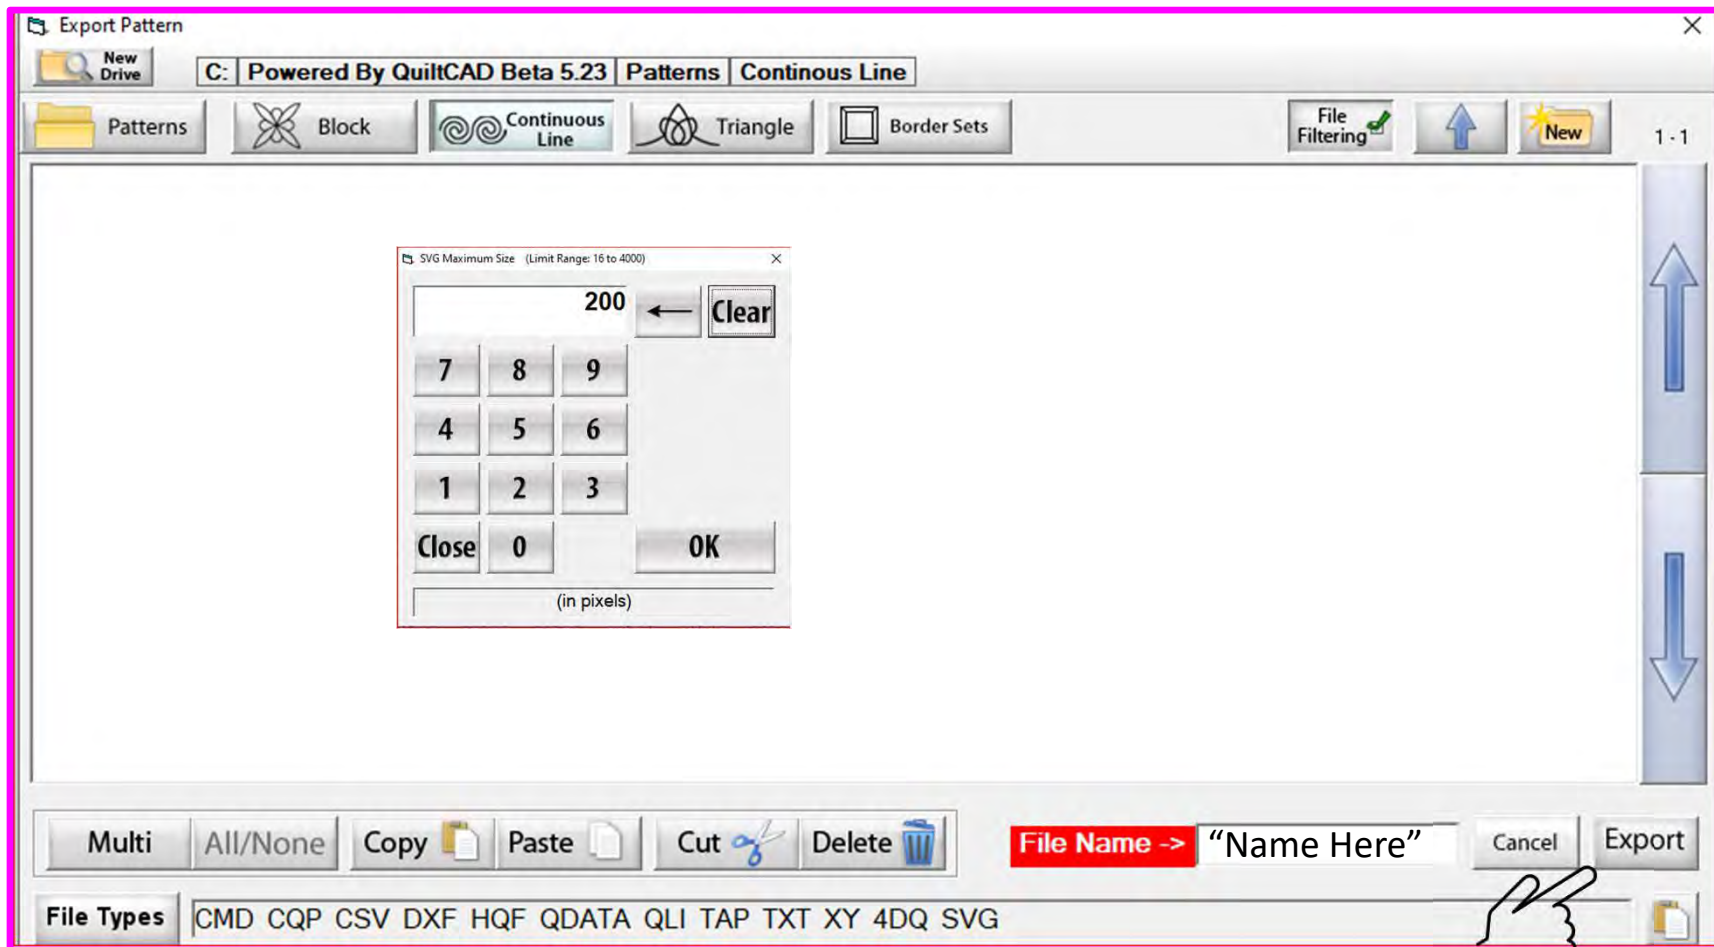 Export Pattern
New
Drive
C: Powered By QuiltCAD Beta 5.23 Patterns Continous Line
Patterns
Block
Continuous
Line
Triangle
Border Sets
File
Filtering
New
1 - 1
SVG Maximum Size (Limit Range: 16 to 4000)
200
Clear
7 8 9
4 5 6
1 2 3
Close 0 OK
(in pixels)
Multi All/None Copy Paste Cut Delete
File Name -> “Name Here” Cancel Export
File Types CMD CQP CSV DXF HQF QDATA QLI TAP TXT XY 4DQ SVG